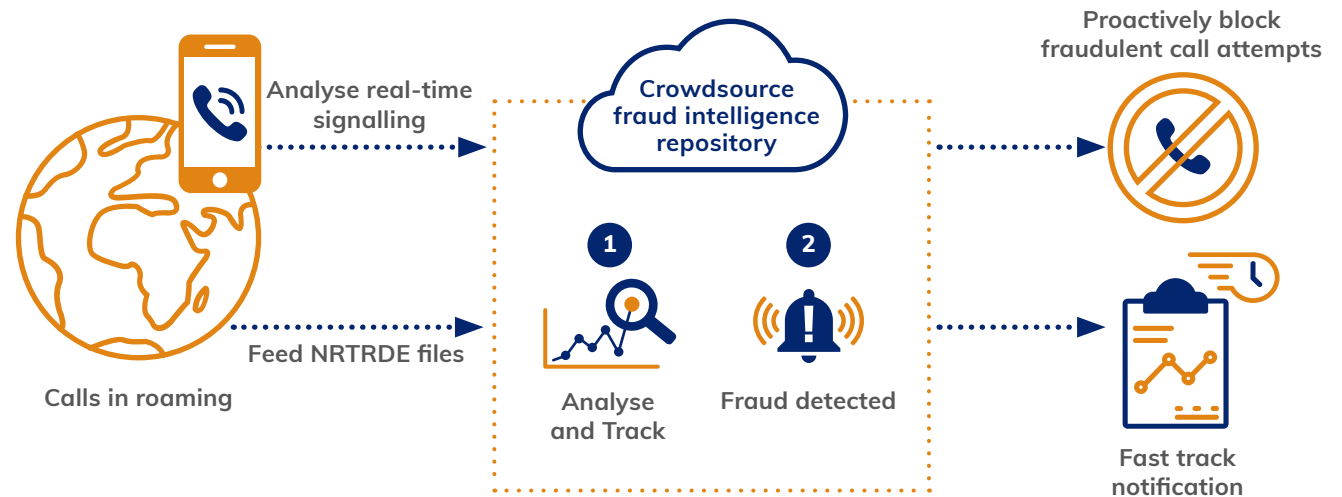 Analyse real-time
signalling
Feed NRTRDE files
Calls in roaming
Crowdsource
fraud intelligence
repository
1
Analyse
and Track
2
!
Fraud detected
Proactively block
fraudulent call attempts
Fast track
notification